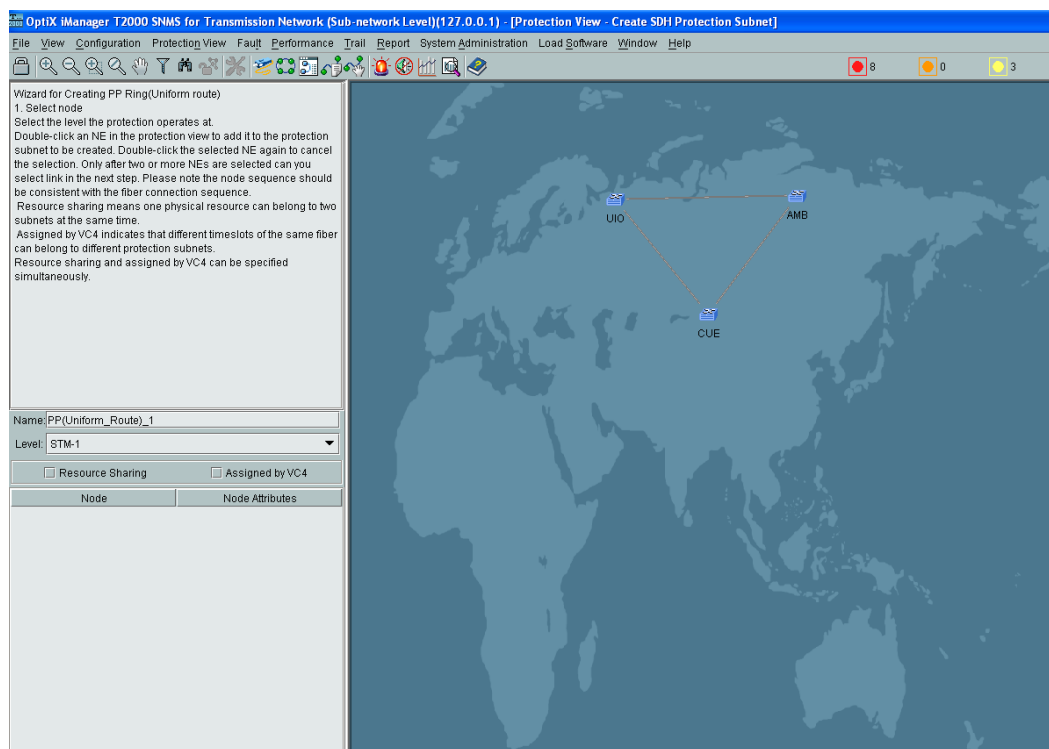 OptiX iManager T2000 SNMS for Transmission Network (Sub-network Level)(127.0.0.1) - [Protection View - Create SDH Protection Subnet]
File View Configuration Protection View Fault Performance Trail Report System Administration Load Software Window Help
8 0 3
Wizard for Creating PP Ring(Uniform route)
1. Select node
Select the level the protection operates at.
Double-click an NE in the protection view to add it to the protection
subnet to be created. Double-click the selected NE again to cancel
the selection. Only after two or more NEs are selected can you
select link in the next step. Please note the node sequence should
be consistent with the fiber connection sequence.
Resource sharing means one physical resource can belong to two
subnets at the same time.
Assigned by VC4 indicates that different timeslots of the same fiber
can belong to different protection subnets.
Resource sharing and assigned by VC4 can be specified
simultaneously.
Name: PP(Uniform_Route)_1
Level: STM-1
Resource Sharing Assigned by VC4
Node Node Attributes
UIO AMB
CUE